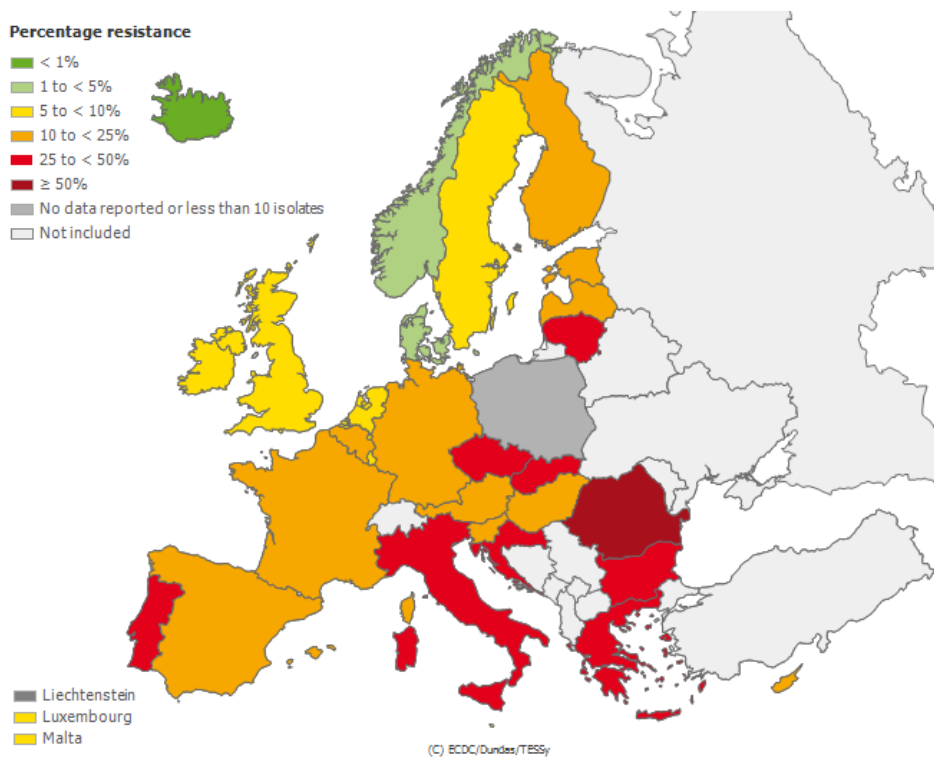 Percentage resistance
< 1%
1 to < 5%
5 to < 10%
10 to < 25%
25 to < 50%
≥ 50%
No data reported or less than 10 isolates
Not included
Liechtenstein
Luxembourg
Malta
(C) ECDC/Dundas/TESSy